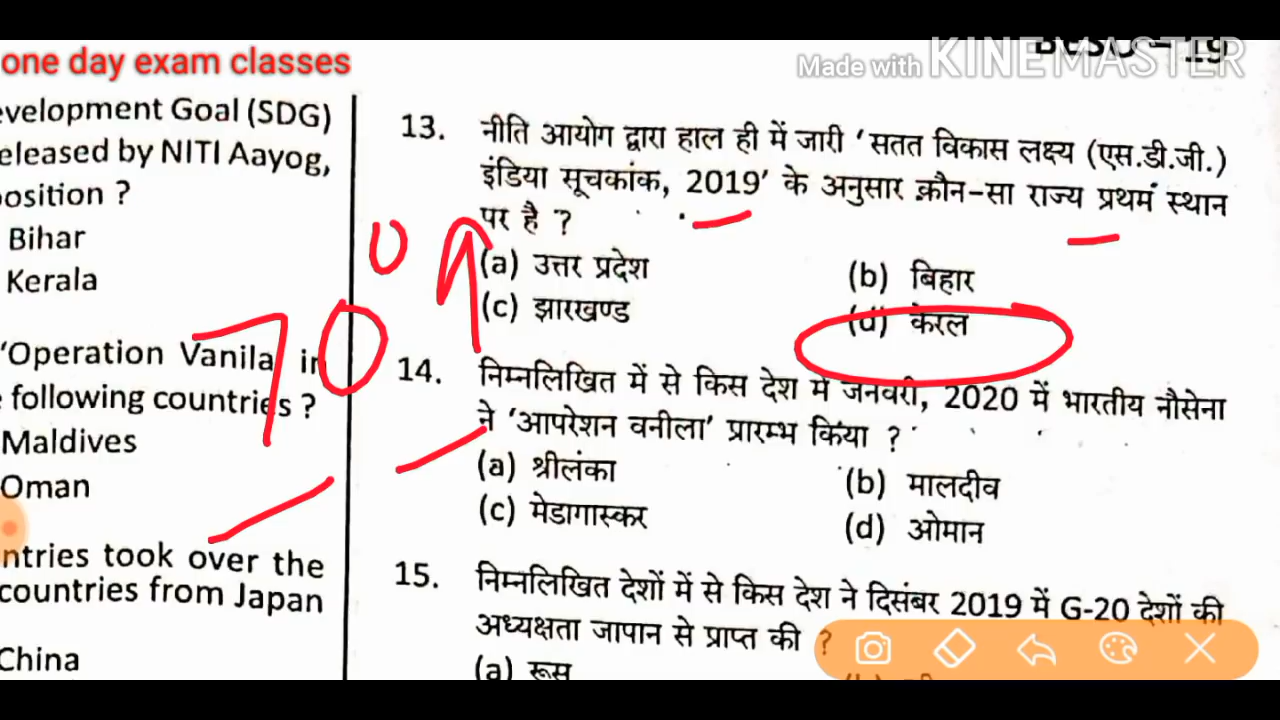 one day exam classes
Made with KINEMASTER
evelopment Goal (SDG)
eleased by NITI Aayog,
osition ?
Bihar
Kerala
‘Operation Vanila in
following countries ?
Maldives
Oman
ntries took over the
countries from Japan
China
13. नीति आयोग द्वारा हाल ही में जारी ‘ सतत विकास लक्ष्य (एस.डी.जी.)
इंडिया सूचकांक, 2019’ के अनुसार कौन-सा राज्य प्रथम स्थान
पर है ?
(a) उत्तर प्रदेश (b) बिहार
(c) झारखण्ड (d) केरल
14. निम्नलिखित में से किस देश में जनवरी, 2020 में भारतीय नौसेना
ने ‘आपरेशन वनीला’ प्रारम्भ किया ?
(a) श्रीलंका (b) मालदीव
(c) मेडागास्कर (d) ओमान
15. निम्नलिखित देशों में से किस देश ने दिसंबर 2019 में G-20 देशों की
अध्यक्षता जापान से प्राप्त की ?
(a) रूस
70